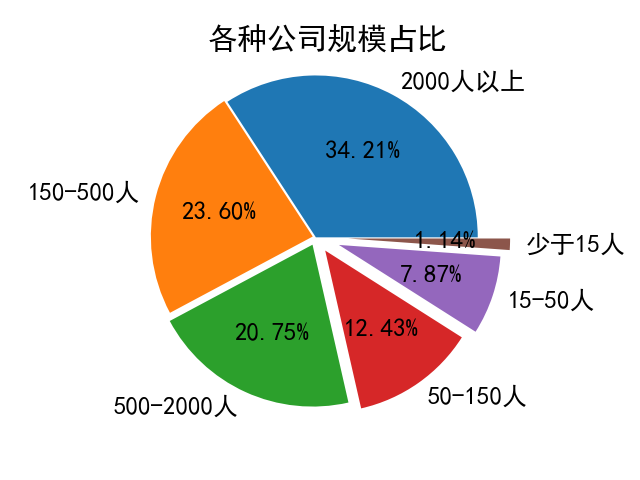 各种公司规模占比
2000人以上
34.21%
150-500人
23.60%
1.14%
少于15人
7.87%
15-50人
20.75%
12.43%
50-150人
500-2000人